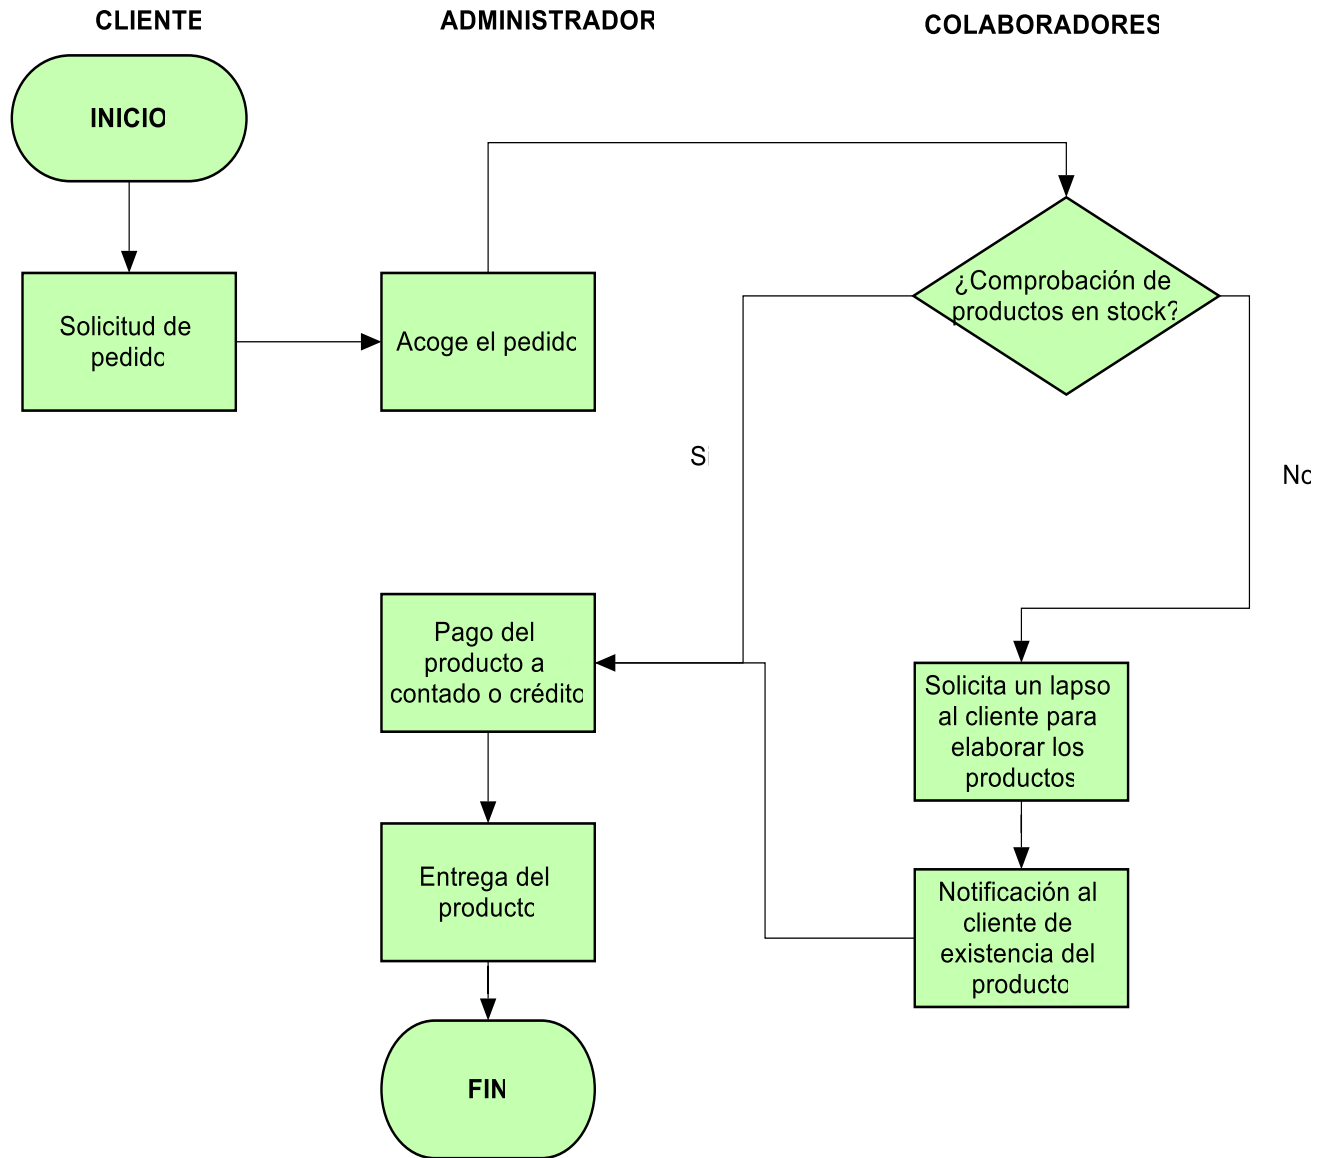 CLIENTE
ADMINISTRADOR
COLABORADORES
INICIO
¿Comprobación de
productos en stock?
Solicitud de
pedido
Acoge el pedido
Si
No
Pago del
producto a
contado o crédito
Solicita un lapso
al cliente para
elaborar los
productos
Entrega del
producto
Notificación al
cliente de
existencia del
producto
FIN